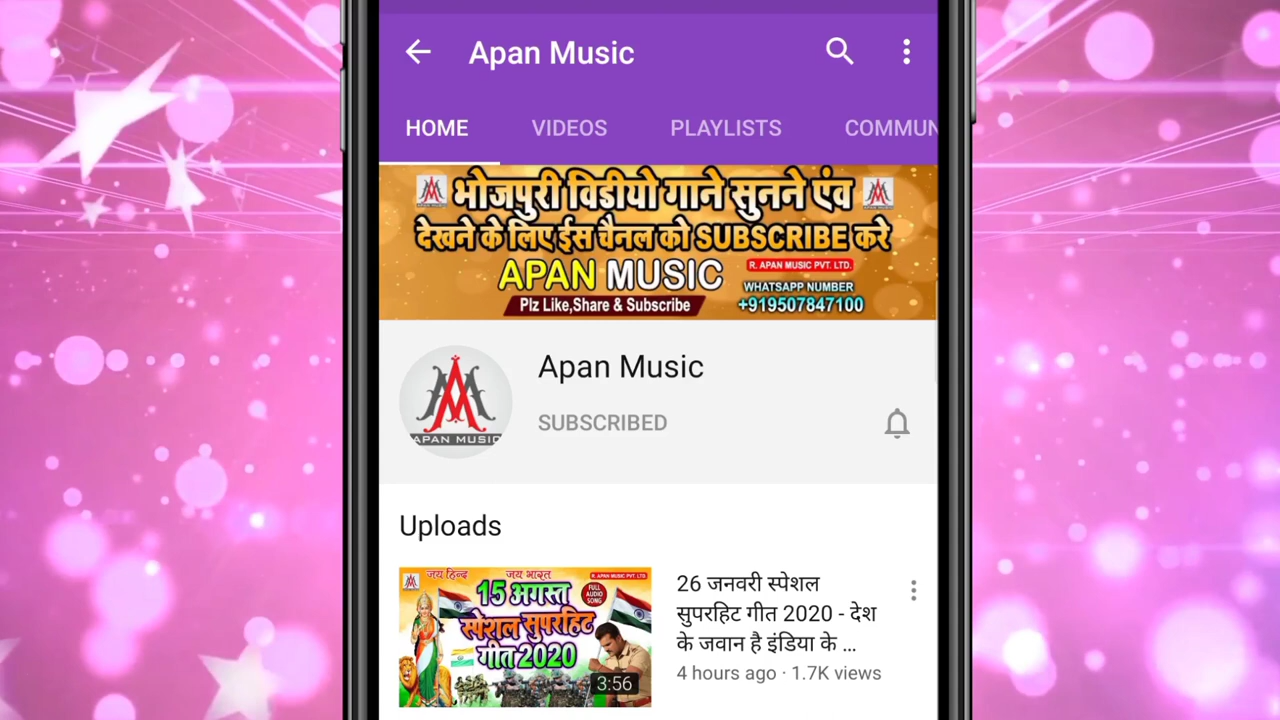 Apan Music
HOME VIDEOS PLAYLISTS COMMUN
भोजपुरी विडीयो गाने सुनने एंव
देखने के लिए ईस चैनल को SUBSCRIBE करे
APAN MUSIC
R. APAN MUSIC PVT. LTD.
WHATSAPP NUMBER
Plz Like,Share & Subscribe
+919507847100
Apan Music
SUBSCRIBED
APAN MUSIC
Uploads
जय हिन्द जय भारत
R. APAN MUSIC PVT. LTD
15 अगस्त
FULL
AUDIO
SONG
स्पेशल सुपरहिट
गीत 2020
3:56
26 जनवरी स्पेशल
सुपरहिट गीत 2020 - देश
के जवान है इंडिया के ...
4 hours ago · 1.7K views